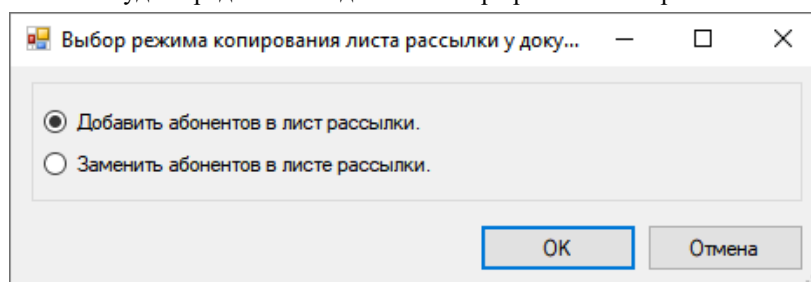 Выбор режима копирования листа рассылки у доку...
Добавить абонентов в лист рассылки.
Заменить абонентов в листе рассылки.
OK
Отмена